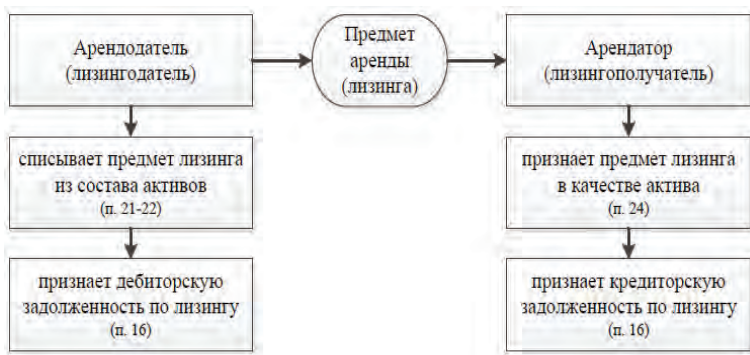 Арендодатель
(лизингодатель)
Предмет
аренды
(лизинга)
Арендатор
(лизингополучатель)
списывает предмет лизинга
из состава активов
(п. 21-22)
признает предмет лизинга
в качестве актива
(п. 24)
признает дебиторскую
задолженность по лизингу
(п. 16)
признает кредиторскую
задолженность по лизингу
(п. 16)